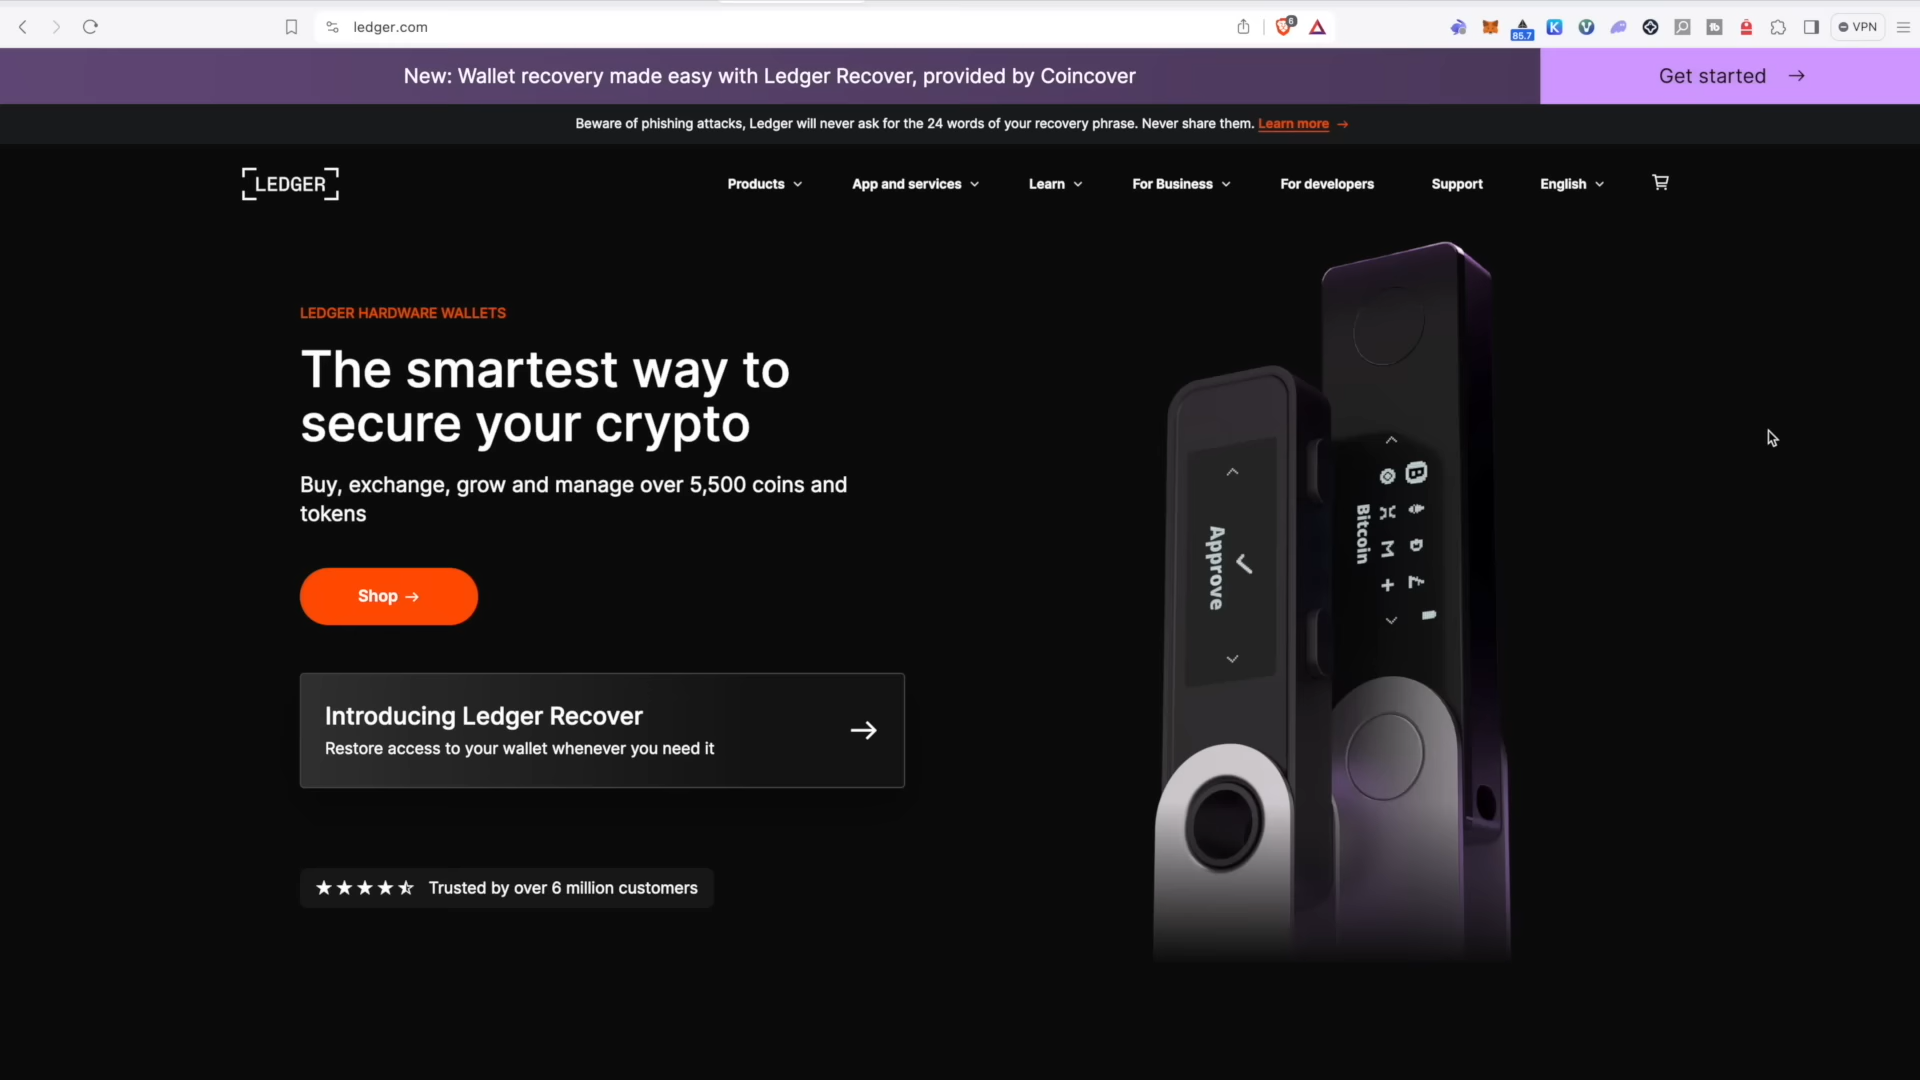 ledger.com
6
85.7
VPN
New: Wallet recovery made easy with Ledger Recover, provided by Coincover
Get started →
Beware of phishing attacks, Ledger will never ask for the 24 words of your recovery phrase. Never share them. Learn more →
LEDGER
Products
App and services
Learn
For Business
For developers
Support
English
LEDGER HARDWARE WALLETS
The smartest way to
secure your crypto
Buy, exchange, grow and manage over 5,500 coins and
tokens
Shop →
Introducing Ledger Recover
Restore access to your wallet whenever you need it
Trusted by over 6 million customers
Approve
Bitcoin